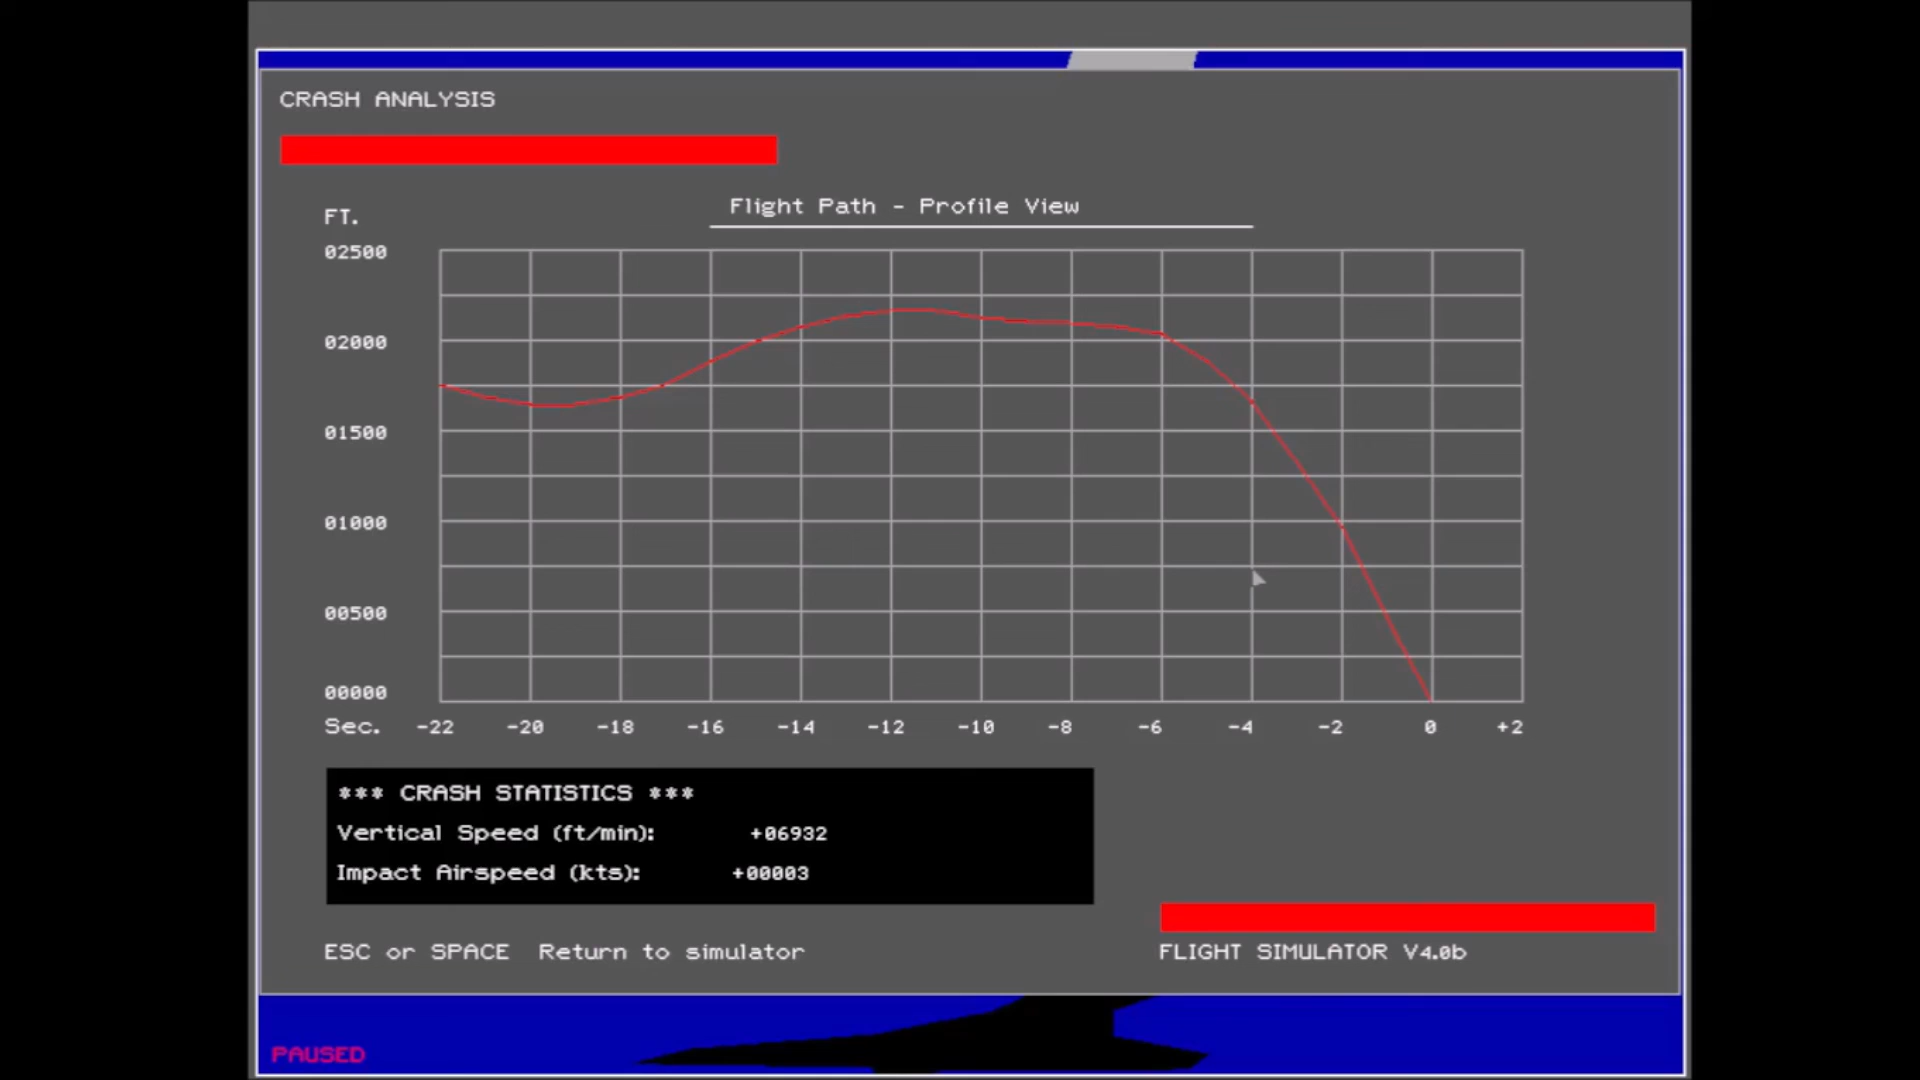 CRASH ANALYSIS
Flight Path - Profile View
FT.
02500
02000
01500
01000
00500
00000
Sec. -22 -20 -18 -16 -14 -12 -10 -8 -6 -4 -2 0 +2
*** CRASH STATISTICS ***
Vertical Speed (ft/min): +06932
Impact Airspeed (kts): +00003
ESC or SPACE Return to simulator
FLIGHT SIMULATOR V4.0b
PAUSED